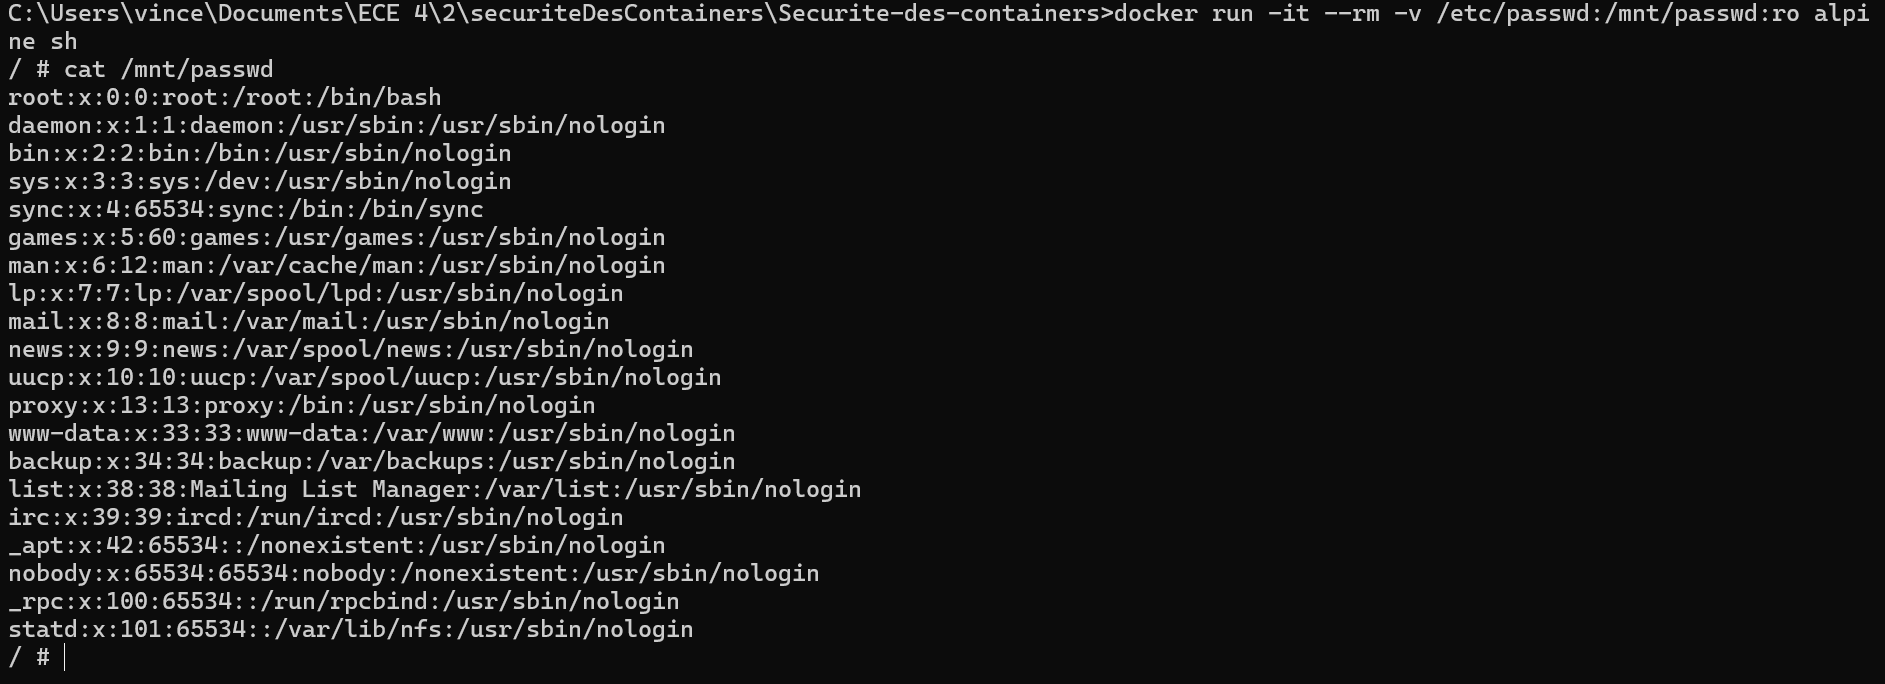 C:\Users\vince\Documents\ECE 4\2\securiteDesContainers\Securite-des-containers>docker run -it --rm -v /etc/passwd:/mnt/passwd:ro alpi
ne sh
/ # cat /mnt/passwd
root:x:0:0:root:/root:/bin/bash
daemon:x:1:1:daemon:/usr/sbin:/usr/sbin/nologin
bin:x:2:2:bin:/bin:/usr/sbin/nologin
sys:x:3:3:sys:/dev:/usr/sbin/nologin
sync:x:4:65534:sync:/bin:/bin/sync
games:x:5:60:games:/usr/games:/usr/sbin/nologin
man:x:6:12:man:/var/cache/man:/usr/sbin/nologin
lp:x:7:7:lp:/var/spool/lpd:/usr/sbin/nologin
mail:x:8:8:mail:/var/mail:/usr/sbin/nologin
news:x:9:9:news:/var/spool/news:/usr/sbin/nologin
uucp:x:10:10:uucp:/var/spool/uucp:/usr/sbin/nologin
proxy:x:13:13:proxy:/bin:/usr/sbin/nologin
www-data:x:33:33:www-data:/var/www:/usr/sbin/nologin
backup:x:34:34:backup:/var/backups:/usr/sbin/nologin
list:x:38:38:Mailing List Manager:/var/list:/usr/sbin/nologin
irc:x:39:39:ircd:/run/ircd:/usr/sbin/nologin
_apt:x:42:65534::/nonexistent:/usr/sbin/nologin
nobody:x:65534:65534:nobody:/nonexistent:/usr/sbin/nologin
_rpc:x:100:65534::/run/rpcbind:/usr/sbin/nologin
statd:x:101:65534::/var/lib/nfs:/usr/sbin/nologin
/ #